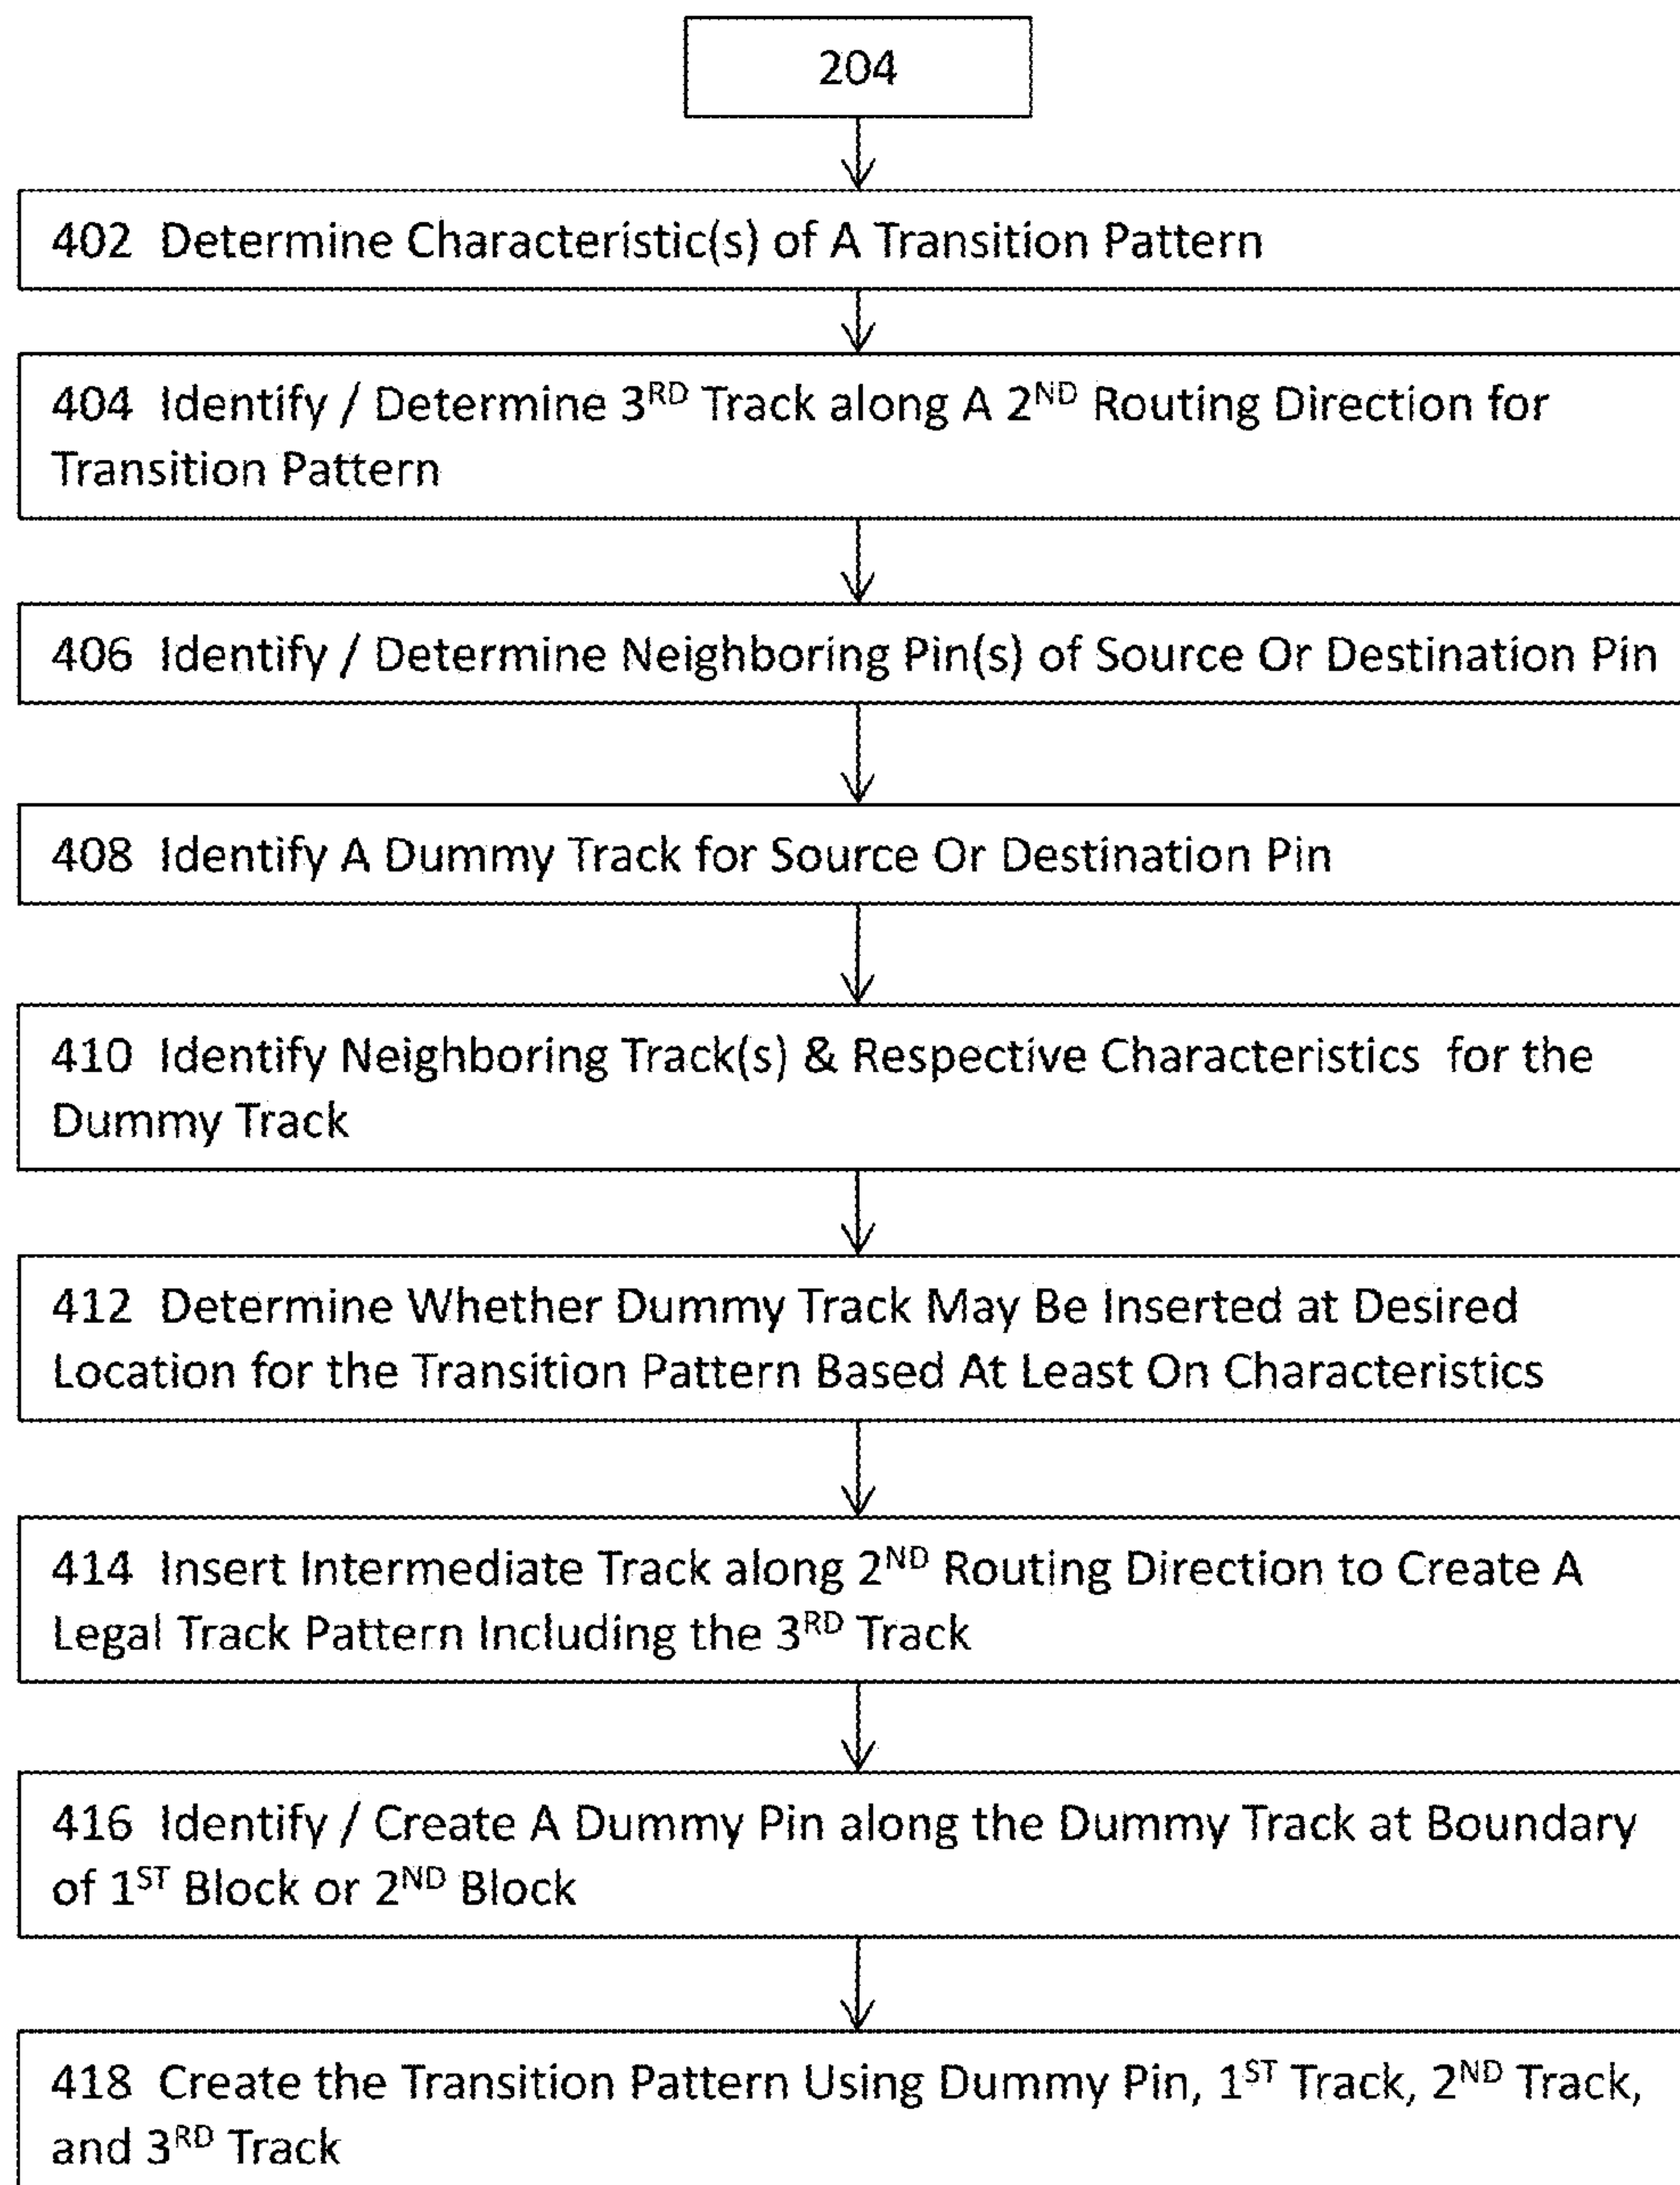 204
402 Determine Characteristic(s) of A Transition Pattern
404 Identify / Determine 3RD Track along A 2ND Routing Direction for
Transition Pattern
406 Identify / Determine Neighboring Pin(s) of Source Or Destination Pin
408 Identify A Dummy Track for Source Or Destination Pin
410 Identify Neighboring Track(s) & Respective Characteristics for the
Dummy Track
412 Determine Whether Dummy Track May Be Inserted at Desired
Location for the Transition Pattern Based At Least On Characteristics
414 Insert Intermediate Track along 2ND Routing Direction to Create A
Legal Track Pattern Including the 3RD Track
416 Identify / Create A Dummy Pin along the Dummy Track at Boundary
of 1ST Block or 2ND Block
418 Create the Transition Pattern Using Dummy Pin, 1ST Track, 2ND Track,
and 3RD Track